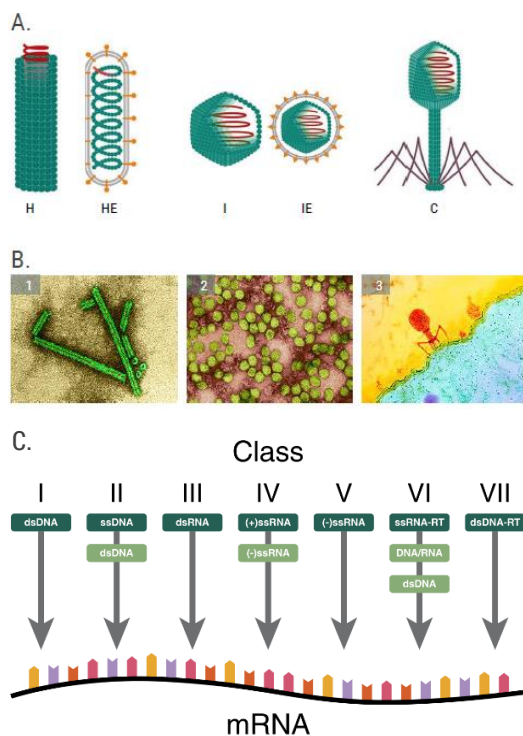 A.
H HE I IE C
B.
1 2 3
C.
Class
I II III IV V VI VII
dsDNA ssDNA dsRNA (+)ssRNA (-)ssRNA ssRNA-RT dsDNA-RT
dsDNA (-)ssRNA DNA/RNA
dsDNA
mRNA